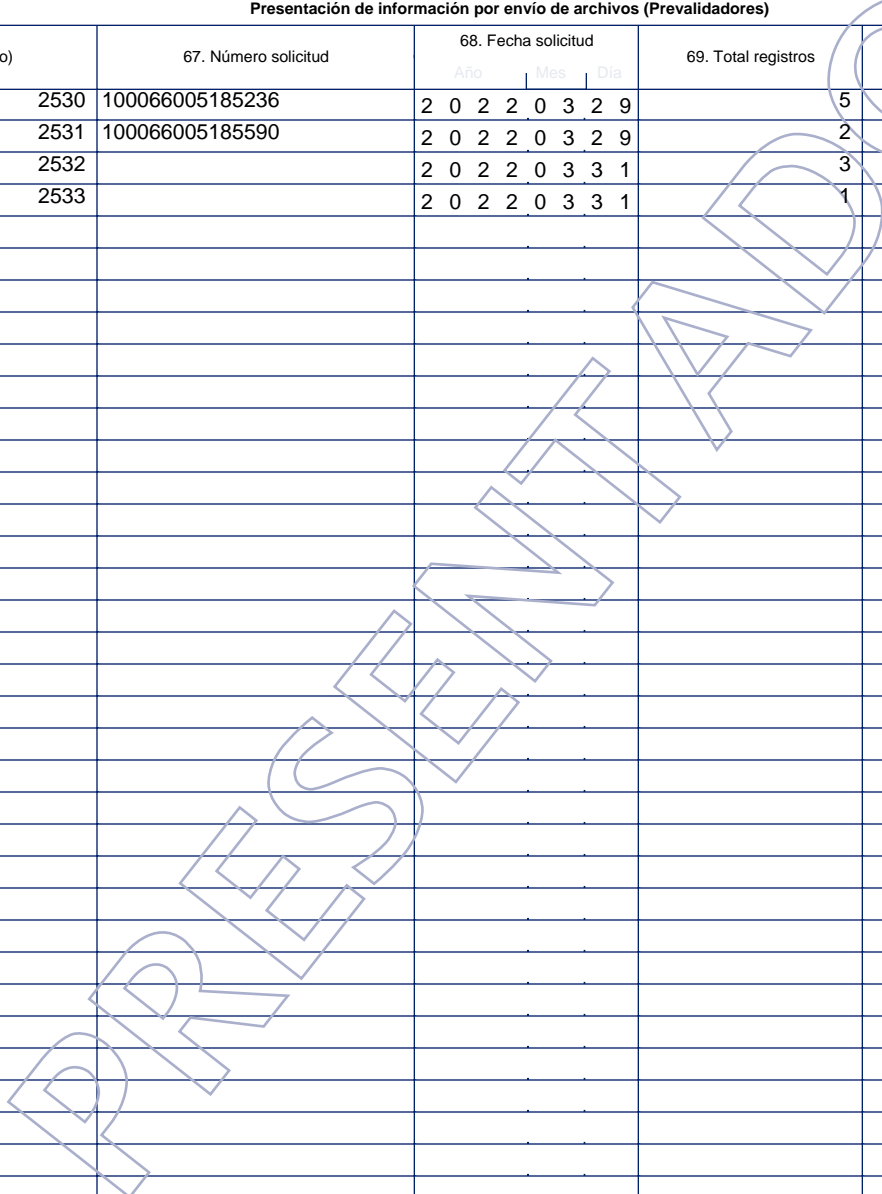 Presentación de información por envío de archivos (Prevalidadores)
o) 67. Número solicitud 68. Fecha solicitud 69. Total registros
Año Mes Día
2530 100066005185236 2 0 2 2 0 3 2 9 5
2531 100066005185590 2 0 2 2 0 3 2 9 2
2532 2 0 2 2 0 3 3 1 3
2533 2 0 2 2 0 3 3 1 1
PRESENTADO